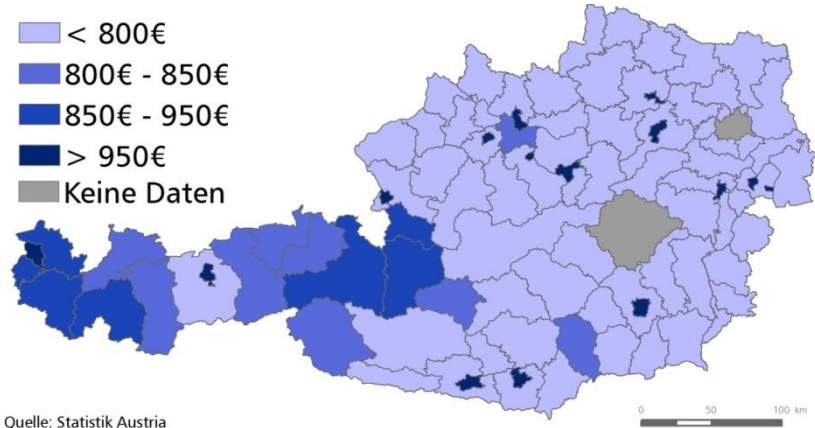 < 800€
800€ - 850€
850€ - 950€
> 950€
Keine Daten
Quelle: Statistik Austria
0 50 100 km